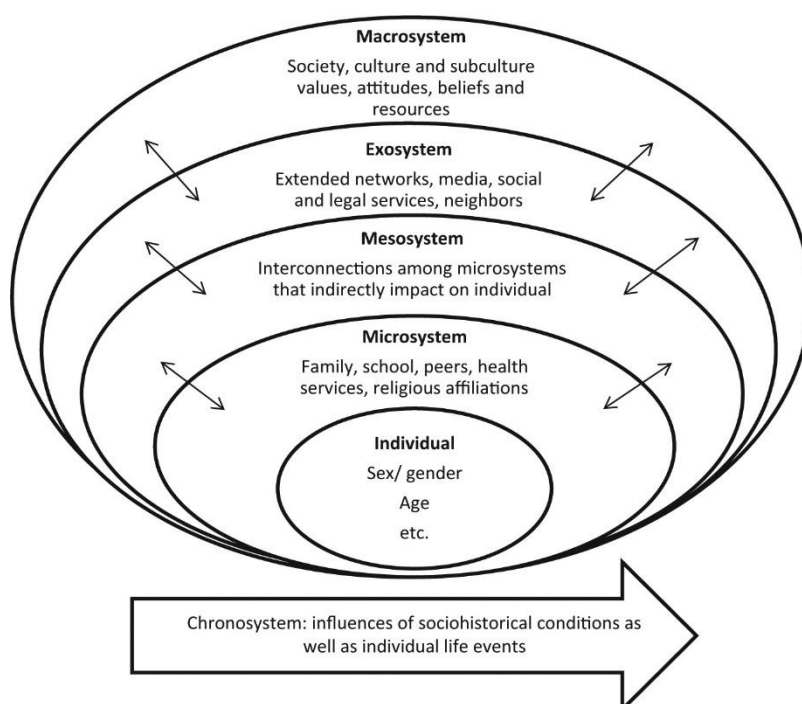 Macrosystem
Society, culture and subculture
values, attitudes, beliefs and
resources
Exosystem
Extended networks, media, social
and legal services, neighbors
Mesosystem
Interconnections among microsystems
that indirectly impact on individual
Microsystem
Family, school, peers, health
services, religious affiliations
Individual
Sex/ gender
Age
etc.
Chronosystem: influences of sociohistorical conditions as
well as individual life events